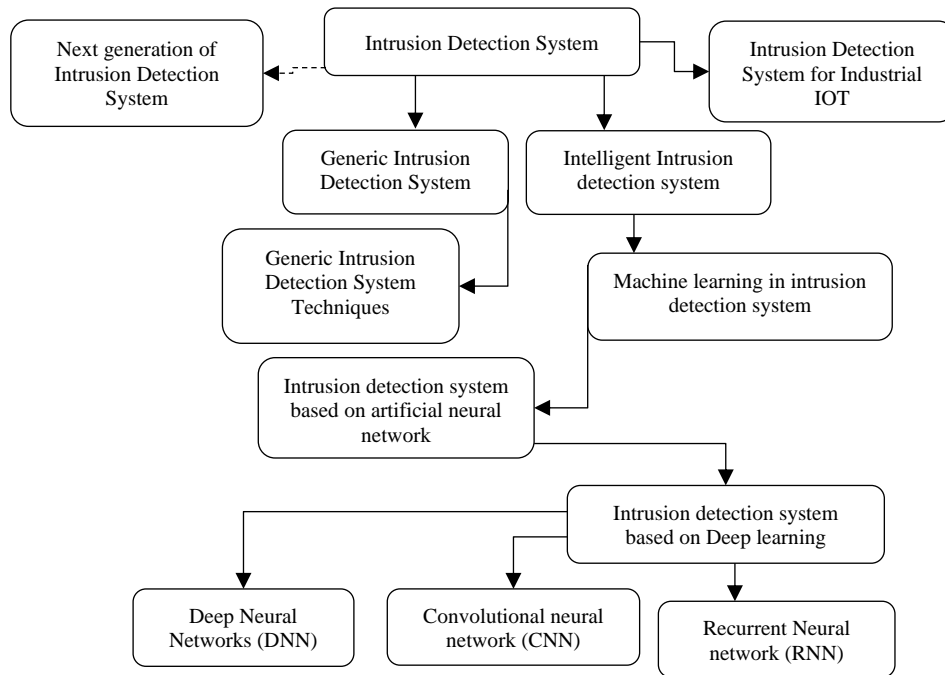 Next generation of
Intrusion Detection
System
Intrusion Detection System
Intrusion Detection
System for Industrial
IOT
Generic Intrusion
Detection System
Intelligent Intrusion
detection system
Generic Intrusion
Detection System
Techniques
Machine learning in intrusion
detection system
Intrusion detection system
based on artificial neural
network
Intrusion detection system
based on Deep learning
Deep Neural
Networks (DNN)
Convolutional neural
network (CNN)
Recurrent Neural
network (RNN)